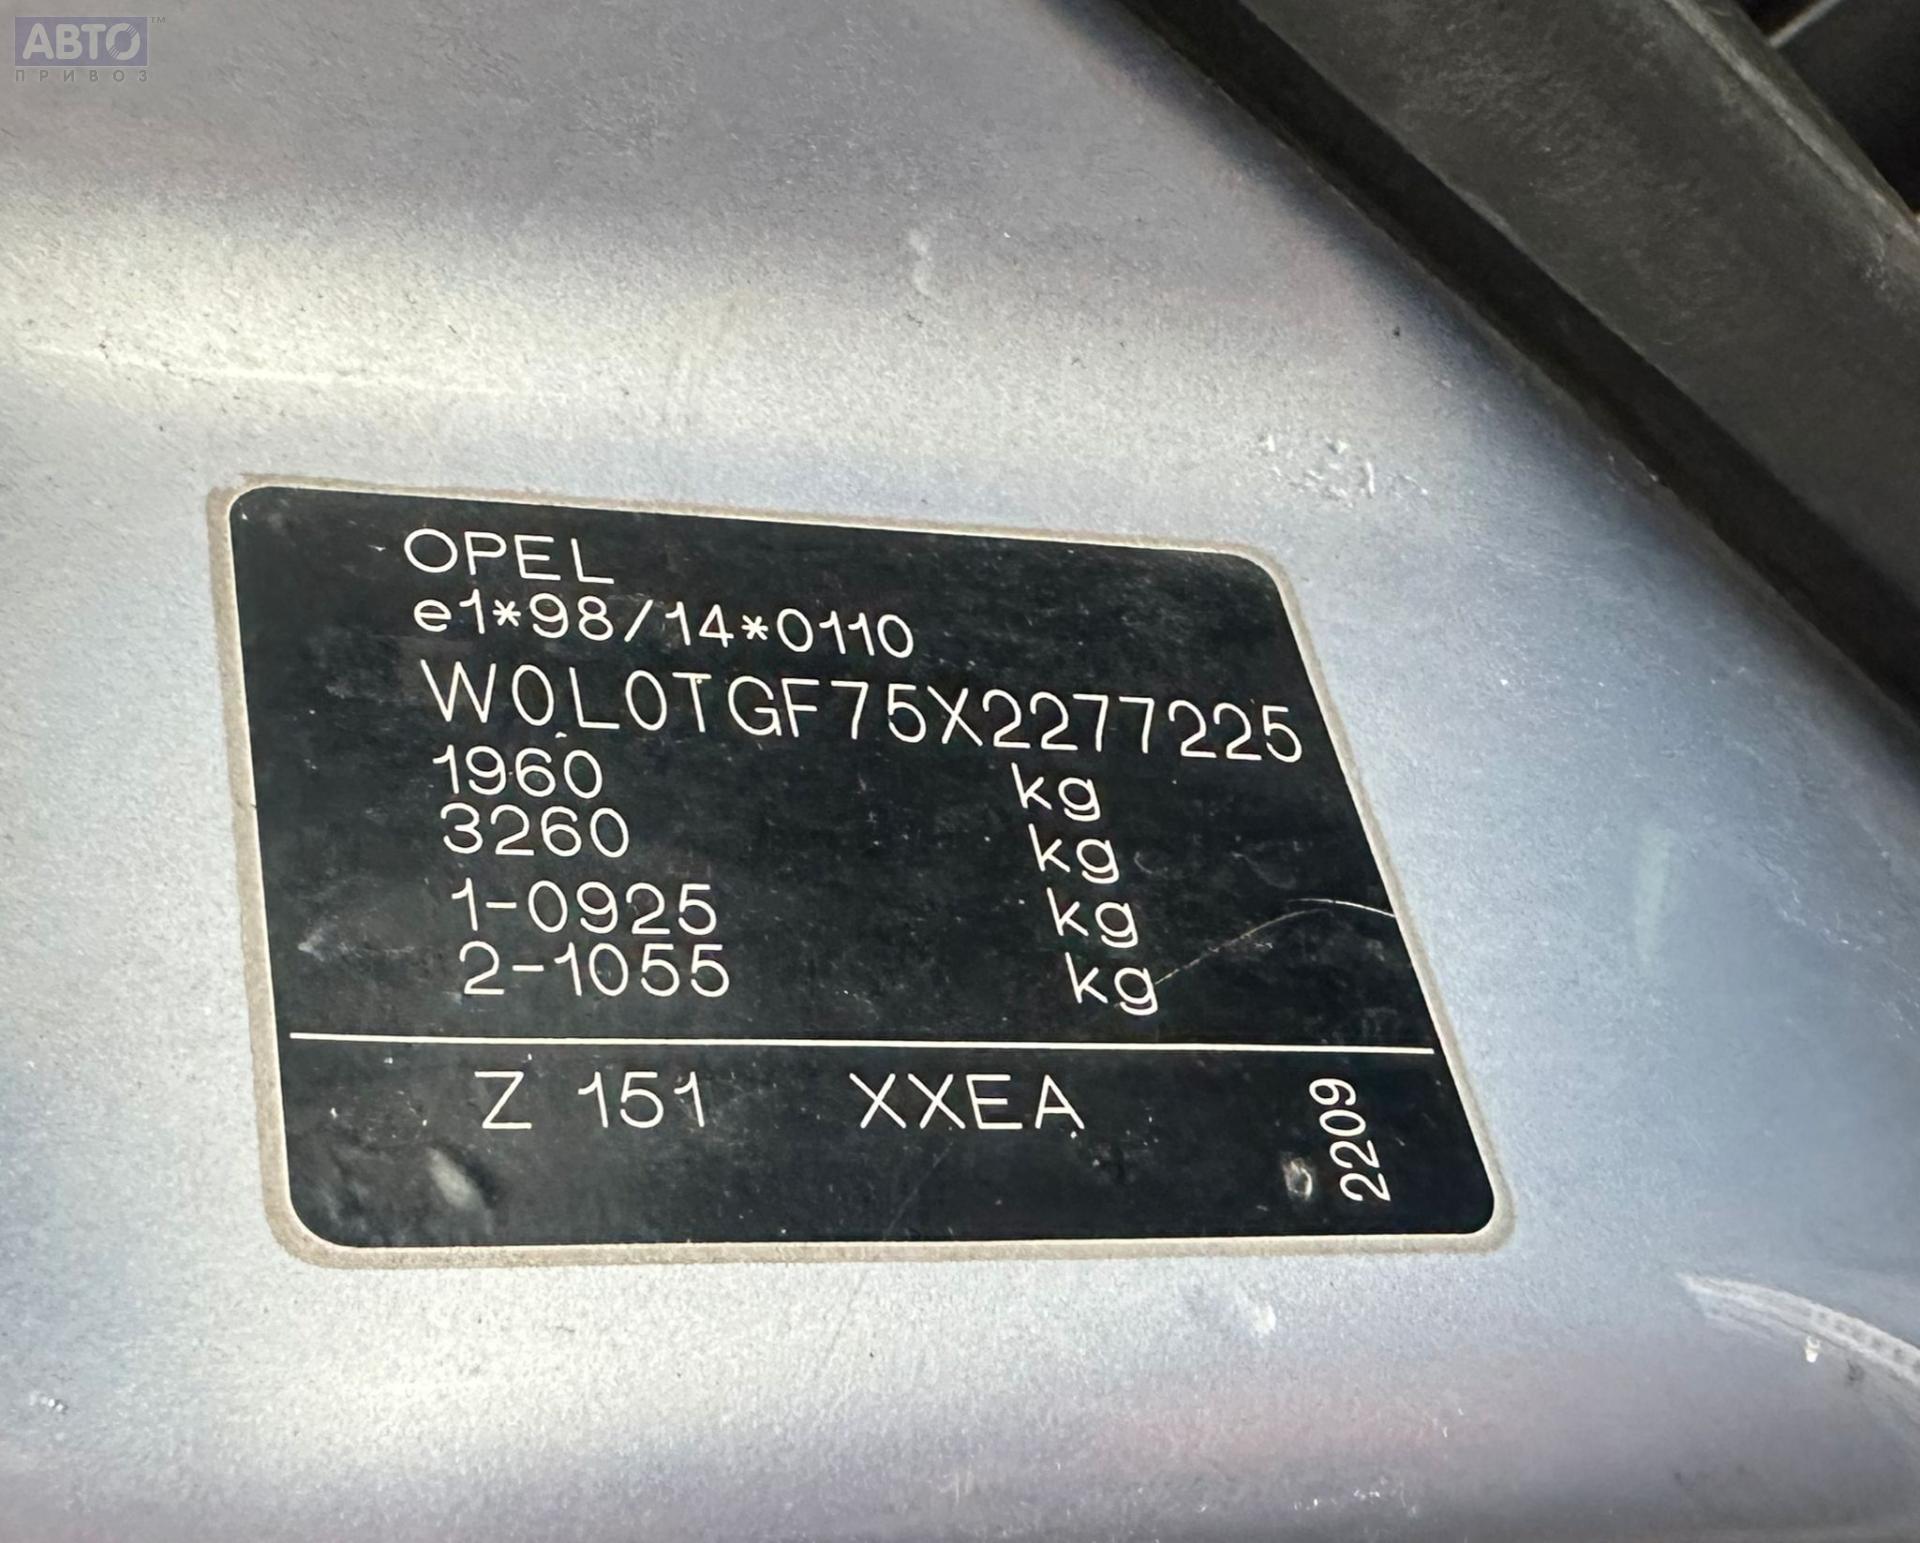 АВТО™
ПРИВОЗ
OPEL
e1*98/14*0110
W0L0TGF75X2277225
1960 kg
3260 kg
1-0925 kg
2-1055 kg
Z 151 XXEA
2209